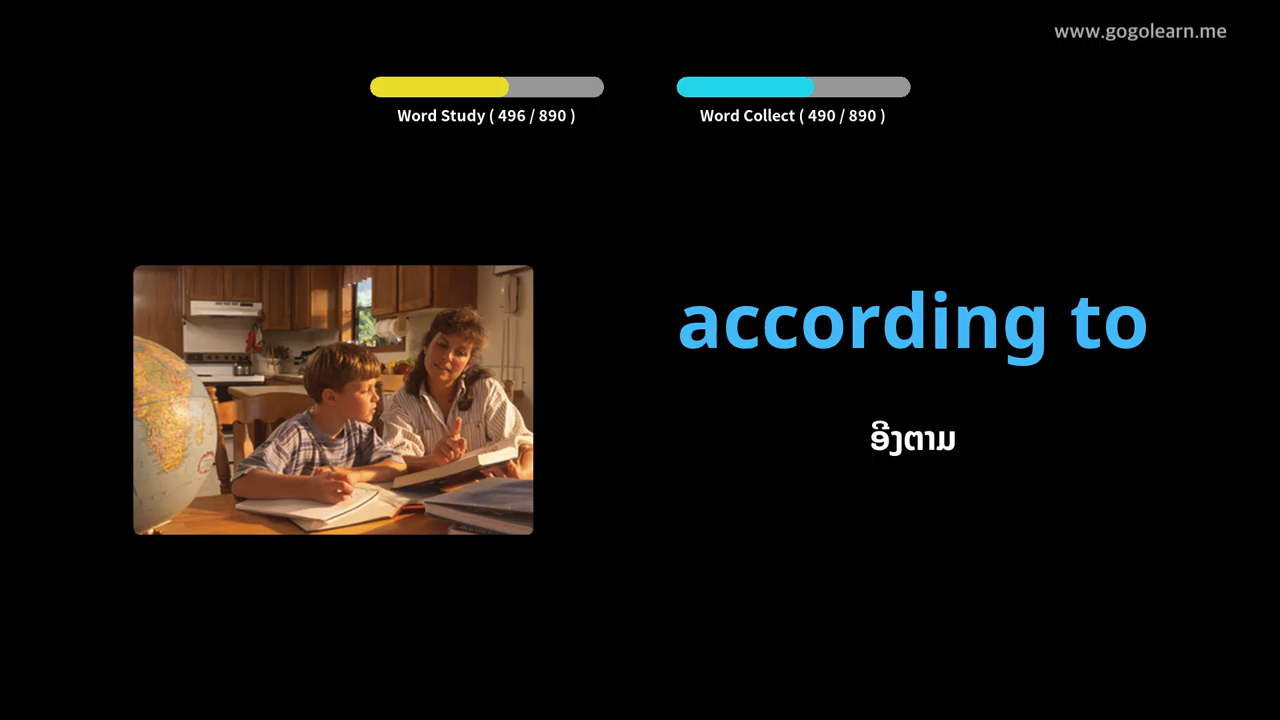 www.gogolearn.me
Word Study ( 496 / 890 )
Word Collect ( 490 / 890 )
according to
ອີງຕາມ